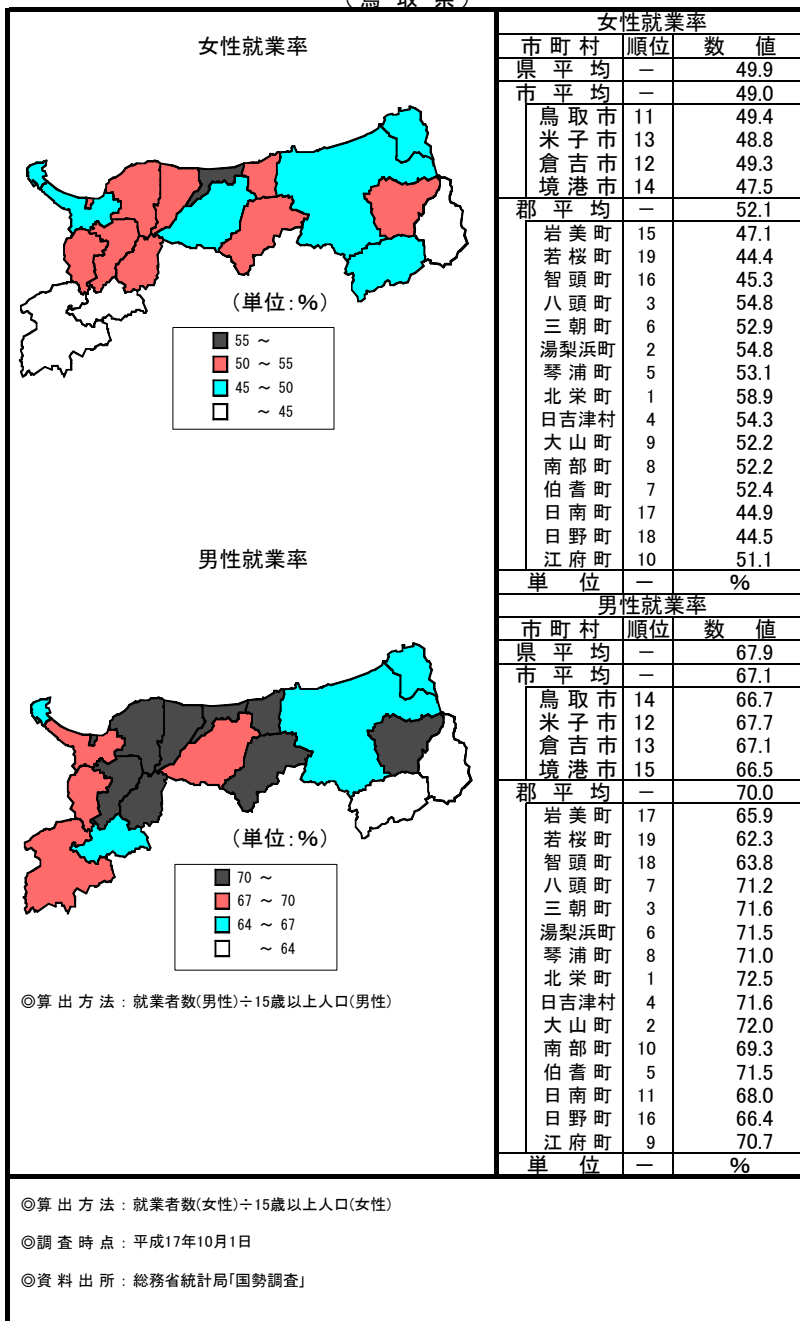 (鳥 取 県)
女性就業率
(単位:%)
55 ~
50 ~ 55
45 ~ 50
~ 45
女性就業率
市 町 村 順位 数 値
県 平 均 － 49.9
市 平 均 － 49.0
鳥 取 市 11 49.4
米 子 市 13 48.8
倉 吉 市 12 49.3
境 港 市 14 47.5
郡 平 均 － 52.1
岩 美 町 15 47.1
若 桜 町 19 44.4
智 頭 町 16 45.3
八 頭 町 3 54.8
三 朝 町 6 52.9
湯梨浜町 2 54.8
琴 浦 町 5 53.1
北 栄 町 1 58.9
日吉津村 4 54.3
大 山 町 9 52.2
南 部 町 8 52.2
伯 耆 町 7 52.4
日 南 町 17 44.9
日 野 町 18 44.5
江 府 町 10 51.1
単 位 － %
男性就業率
(単位:%)
70 ~
67 ~ 70
64 ~ 67
~ 64
◎算 出 方 法 : 就業者数(男性)÷15歳以上人口(男性)
男性就業率
市 町 村 順位 数 値
県 平 均 － 67.9
市 平 均 － 67.1
鳥 取 市 14 66.7
米 子 市 12 67.7
倉 吉 市 13 67.1
境 港 市 15 66.5
郡 平 均 － 70.0
岩 美 町 17 65.9
若 桜 町 19 62.3
智 頭 町 18 63.8
八 頭 町 7 71.2
三 朝 町 3 71.6
湯梨浜町 6 71.5
琴 浦 町 8 71.0
北 栄 町 1 72.5
日吉津村 4 71.6
大 山 町 2 72.0
南 部 町 10 69.3
伯 耆 町 5 71.5
日 南 町 11 68.0
日 野 町 16 66.4
江 府 町 9 70.7
単 位 － %
◎算 出 方 法 : 就業者数(女性)÷15歳以上人口(女性)
◎調 査 時 点 : 平成17年10月1日
◎資 料 出 所 : 総務省統計局「国勢調査」